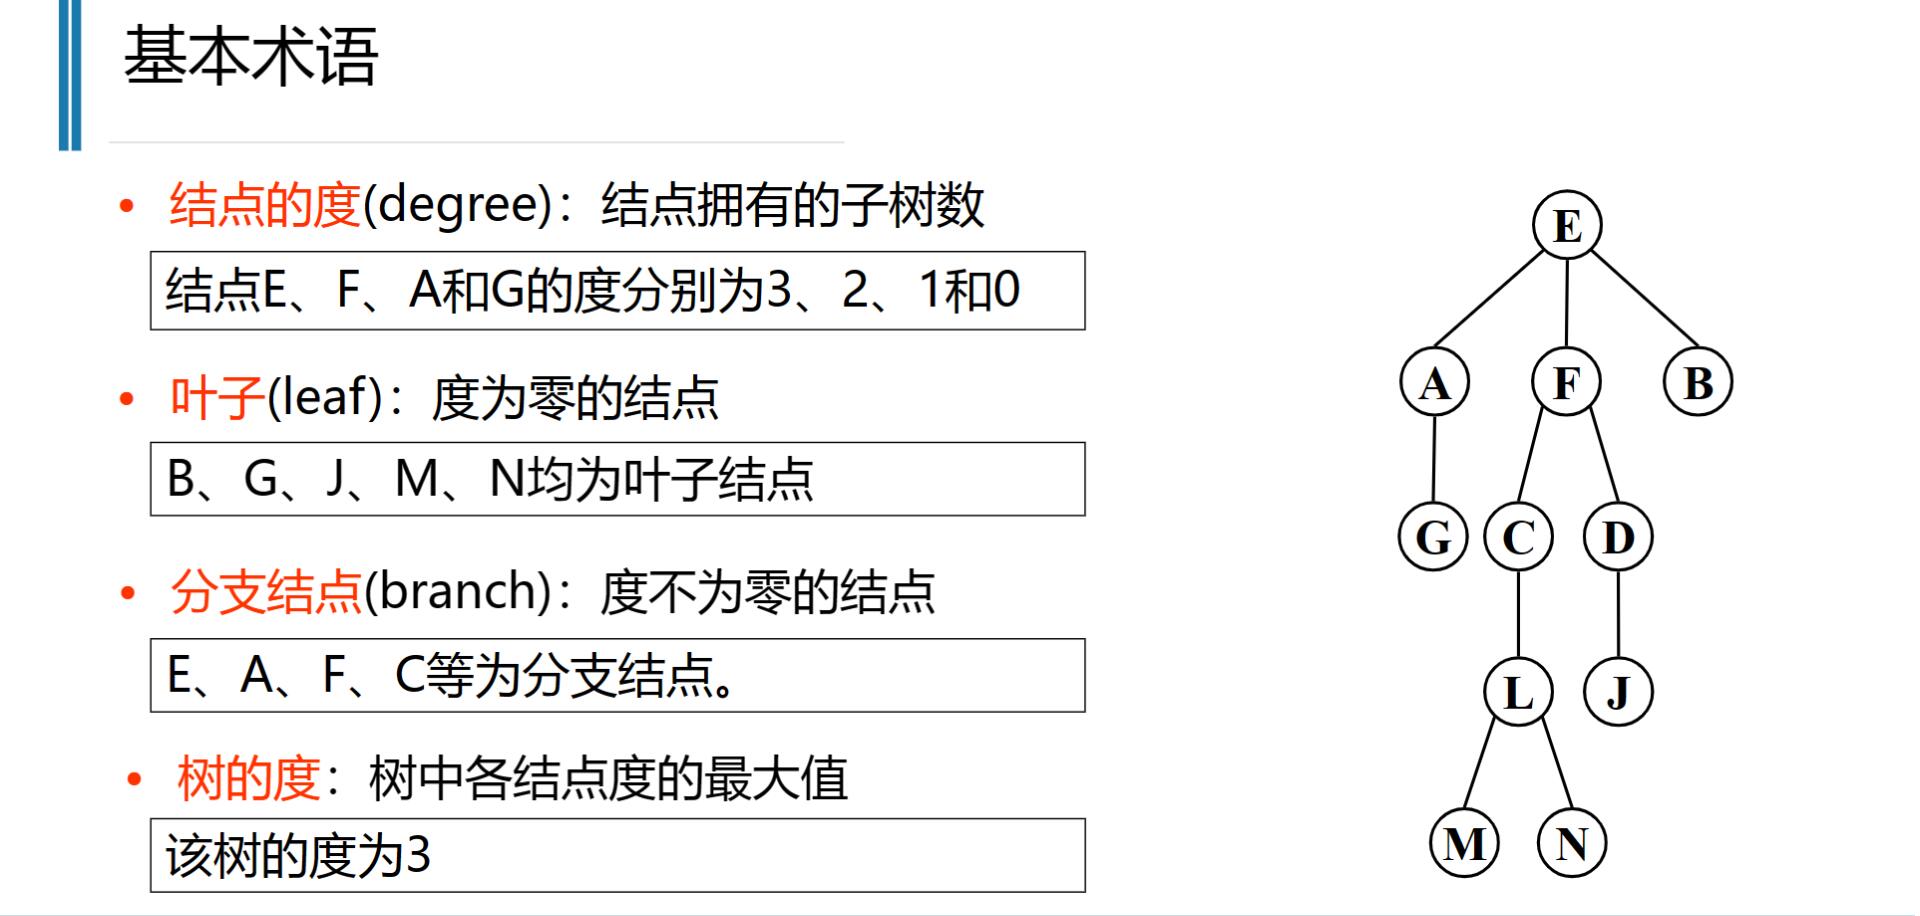 基本术语
• 结点的度(degree)：结点拥有的子树数
结点E、F、A和G的度分别为3、2、1和0
• 叶子(leaf)：度为零的结点
B、G、J、M、N均为叶子结点
• 分支结点(branch)：度不为零的结点
E、A、F、C等为分支结点。
• 树的度：树中各结点度的最大值
该树的度为3
E
A F B
G C D
L J
M N